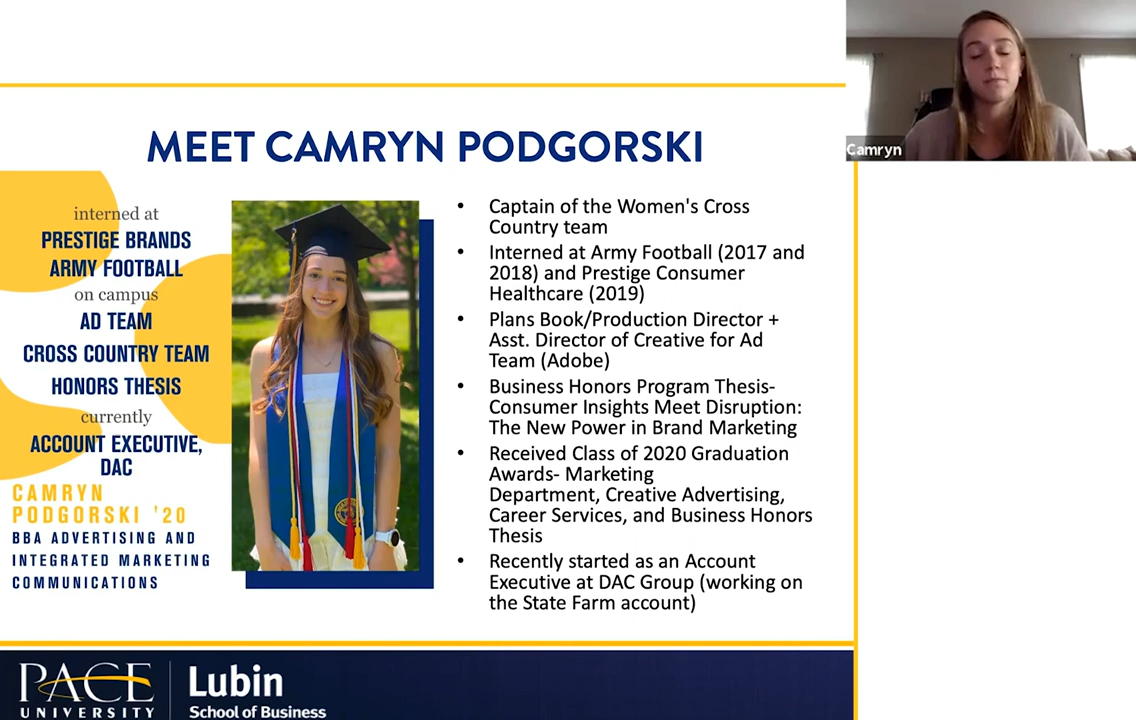 Camryn
MEET CAMRYN PODGORSKI
interned at
PRESTIGE BRANDS
ARMY FOOTBALL
on campus
AD TEAM
CROSS COUNTRY TEAM
HONORS THESIS
currently
ACCOUNT EXECUTIVE,
DAC
CAMRYN
PODGORSKI '20
BBA ADVERTISING AND
INTEGRATED MARKETING
COMMUNICATIONS
• Captain of the Women's Cross
Country team
• Interned at Army Football (2017 and
2018) and Prestige Consumer
Healthcare (2019)
• Plans Book/Production Director +
Asst. Director of Creative for Ad
Team (Adobe)
• Business Honors Program Thesis-
Consumer Insights Meet Disruption:
The New Power in Brand Marketing
• Received Class of 2020 Graduation
Awards- Marketing
Department, Creative Advertising,
Career Services, and Business Honors
Thesis
• Recently started as an Account
Executive at DAC Group (working on
the State Farm account)
PACE
UNIVERSITY
Lubin
School of Business